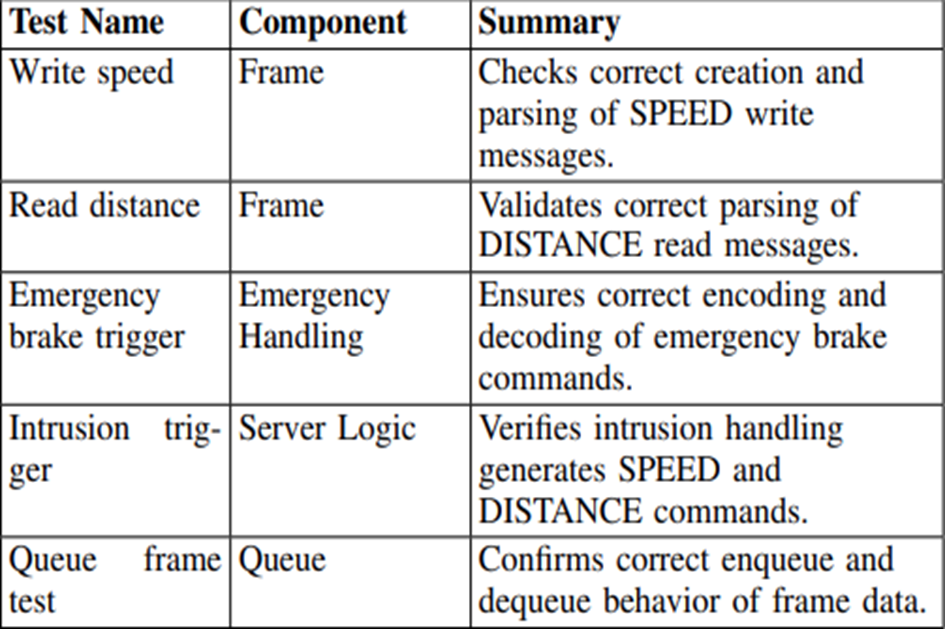 Test Name Component Summary
Write speed Frame Checks correct creation and
parsing of SPEED write
messages.
Read distance Frame Validates correct parsing of
DISTANCE read messages.
Emergency Emergency Ensures correct encoding and
brake trigger Handling decoding of emergency brake
commands.
Intrusion trig- Server Logic Verifies intrusion handling
ger generates SPEED and
DISTANCE commands.
Queue frame Queue Confirms correct enqueue and
test dequeue behavior of frame data.